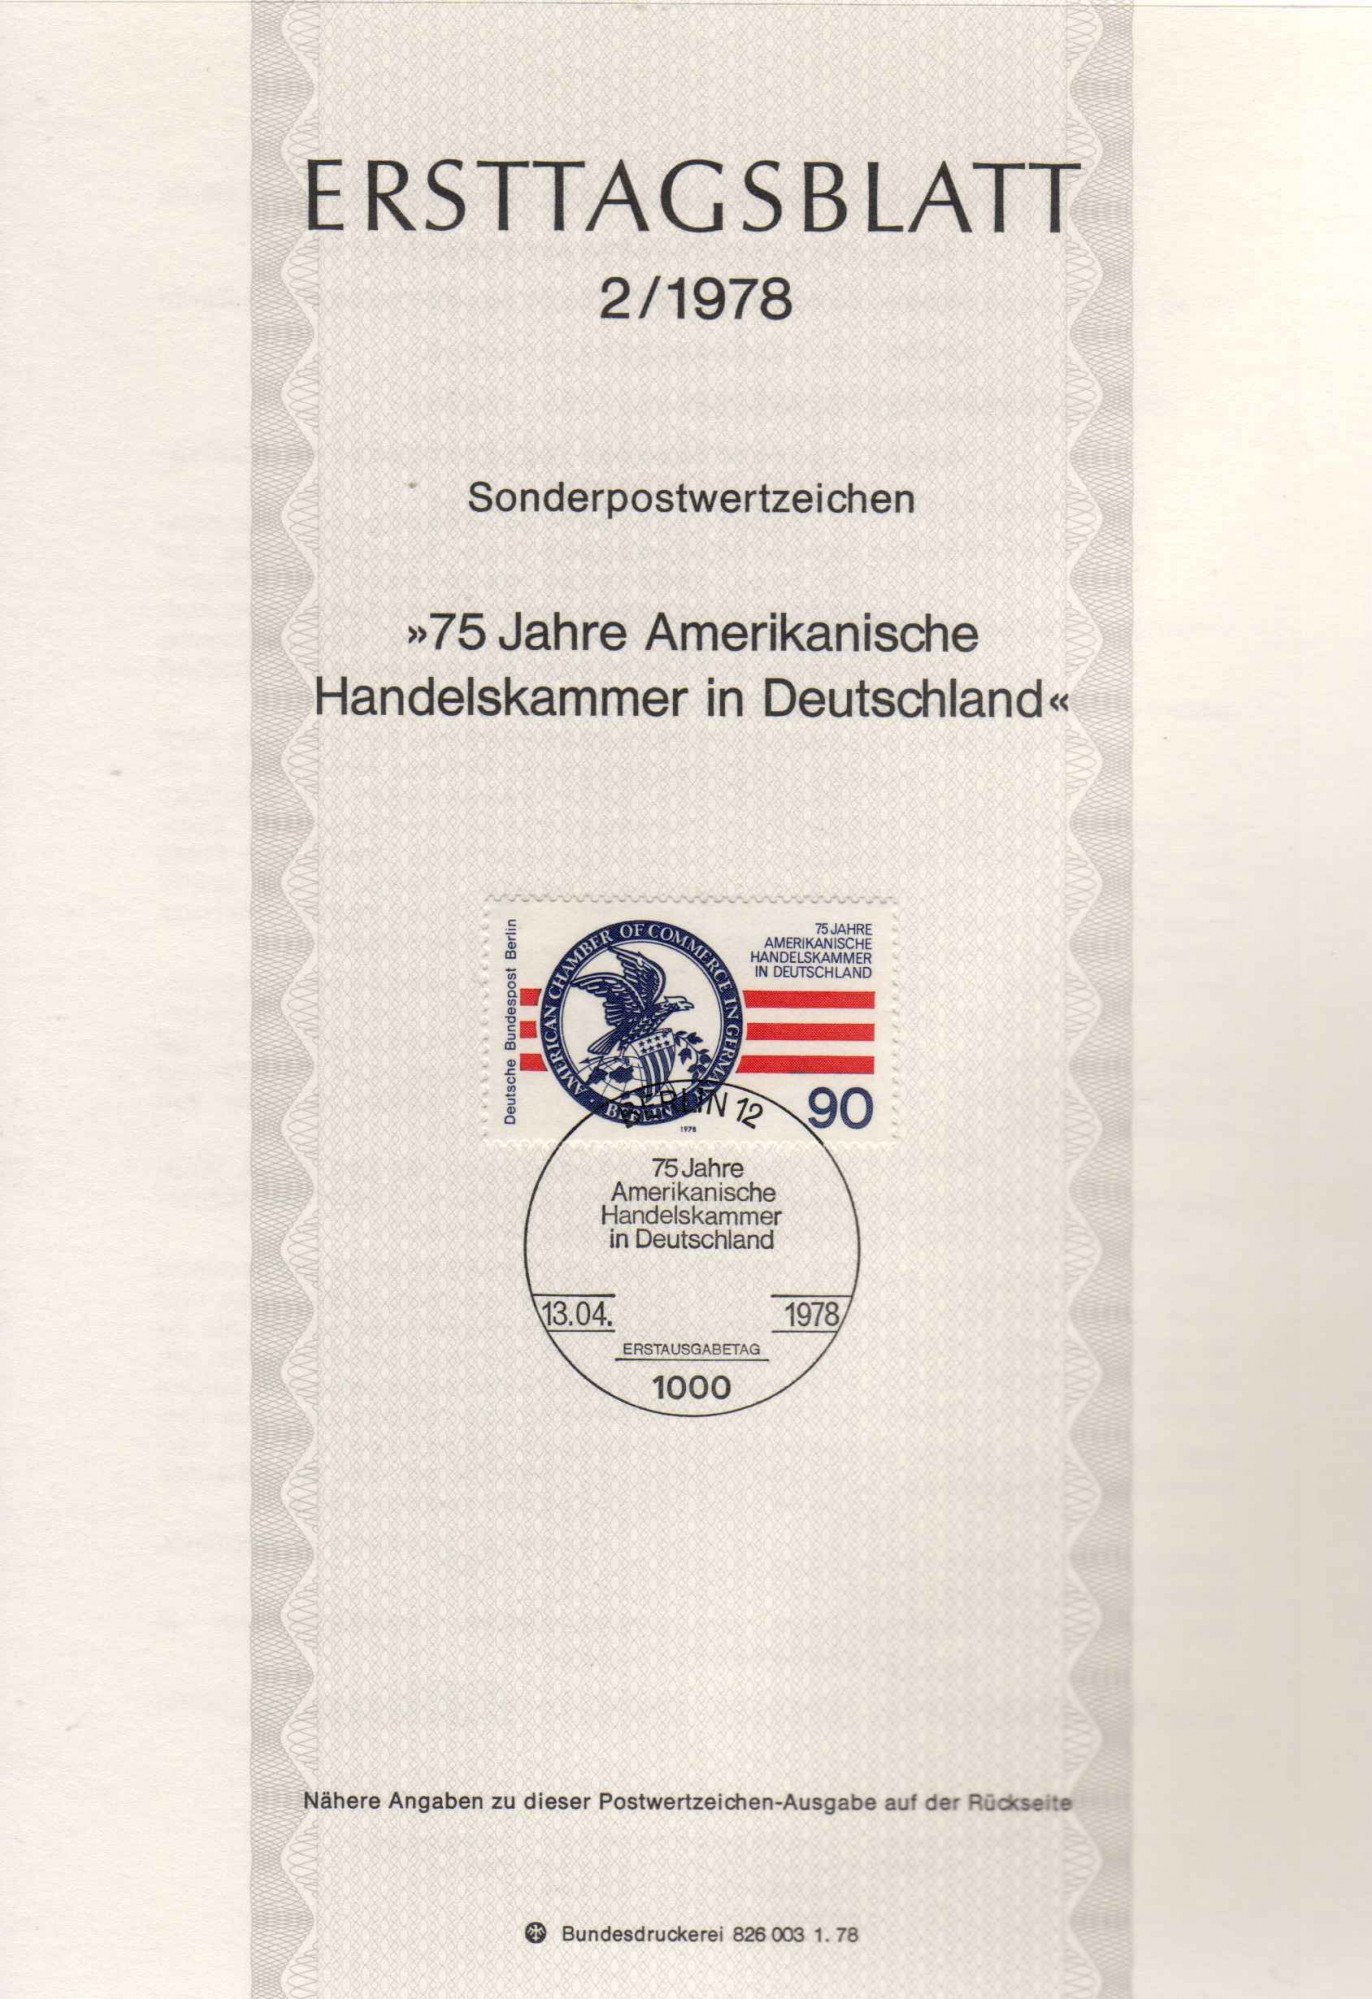 ERSTTAGSBLATT
2/1978
Sonderpostwertzeichen
»75 Jahre Amerikanische
Handelskammer in Deutschland«
Deutsche Bundespost Berlin
AMERICAN CHAMBER OF COMMERCE IN GERMANY
75 JAHRE
AMERIKANISCHE
HANDELSKAMMER
IN DEUTSCHLAND
90
1978
BERLIN 12
75 Jahre
Amerikanische
Handelskammer
in Deutschland
13.04. 1978
ERSTAUSGABETAG
1000
Nähere Angaben zu dieser Postwertzeichen-Ausgabe auf der Rückseite
Bundesdruckerei 826 003 1. 78